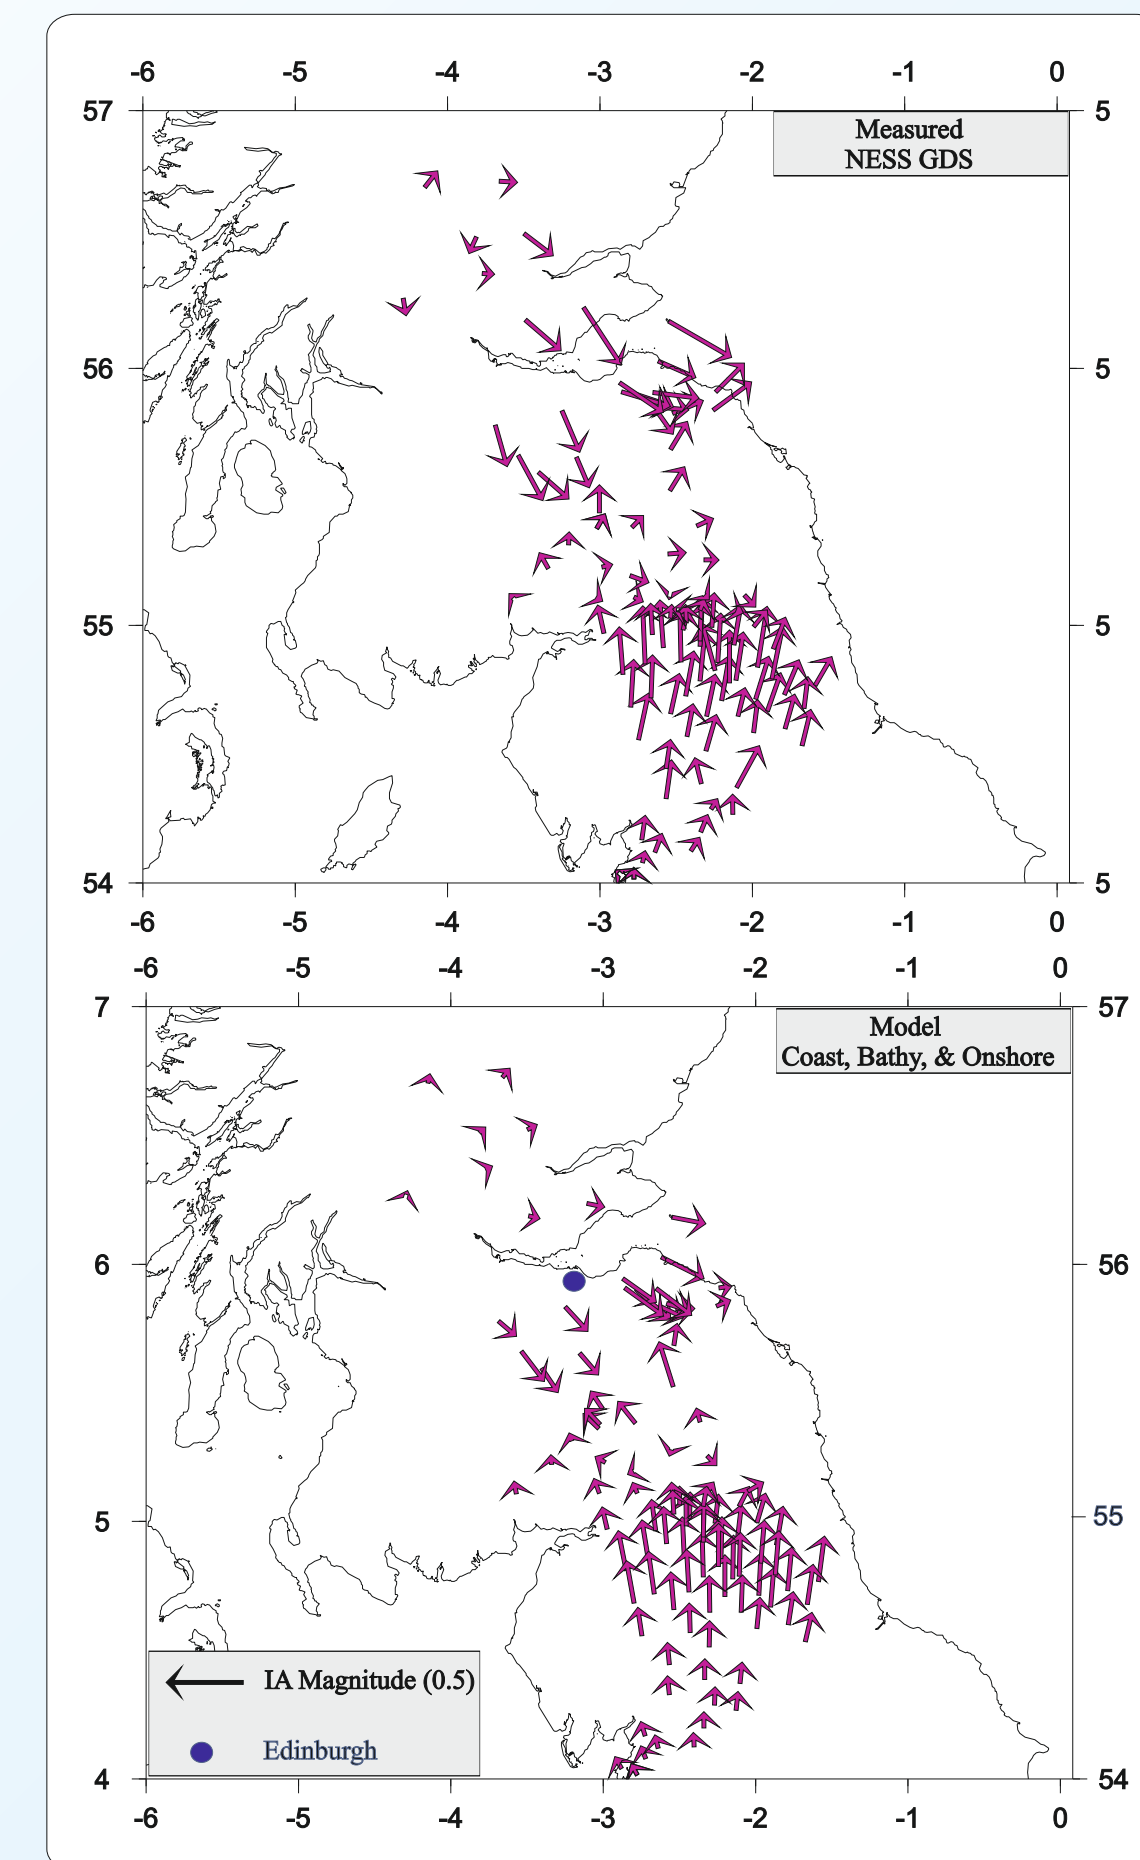 -6 -5 -4 -3 -2 -1 0
57 5
Measured
NESS GDS
56 5
55 5
54 5
-6 -5 -4 -3 -2 -1 0
-6 -5 -4 -3 -2 -1 0
7 57
Model
Coast, Bathy, & Onshore
6 56
5 55
IA Magnitude (0.5)
Edinburgh
4 54
-6 -5 -4 -3 -2 -1 0